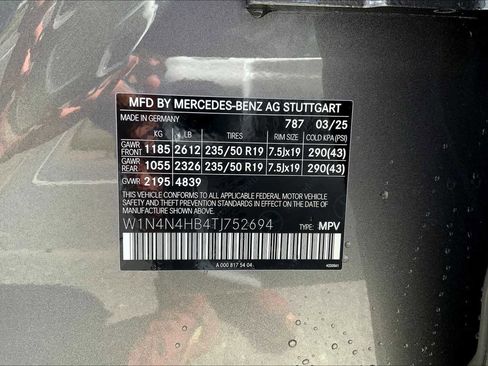 MFD BY MERCEDES-BENZ AG STUTTGART
MADE IN GERMANY 787 03/25
KG LB TIRES RIM SIZE COLD KPA (PSI)
GAWR FRONT 1185 2612 235/50 R19 7.5Jx19 290(43)
GAWR REAR 1055 2326 235/50 R19 7.5Jx19 290(43)
GVWR 2195 4839
THIS VEHICLE CONFORMS TO ALL APPLICABLE FEDERAL MOTOR VEHICLE
SAFETY AND THEFT PREVENTION STANDARDS IN EFFECT ON THE DATE
OF MANUFACTURE SHOWN ABOVE.
W1N4N4HB4TJ752694 TYPE: MPV
A 000 817 54 04